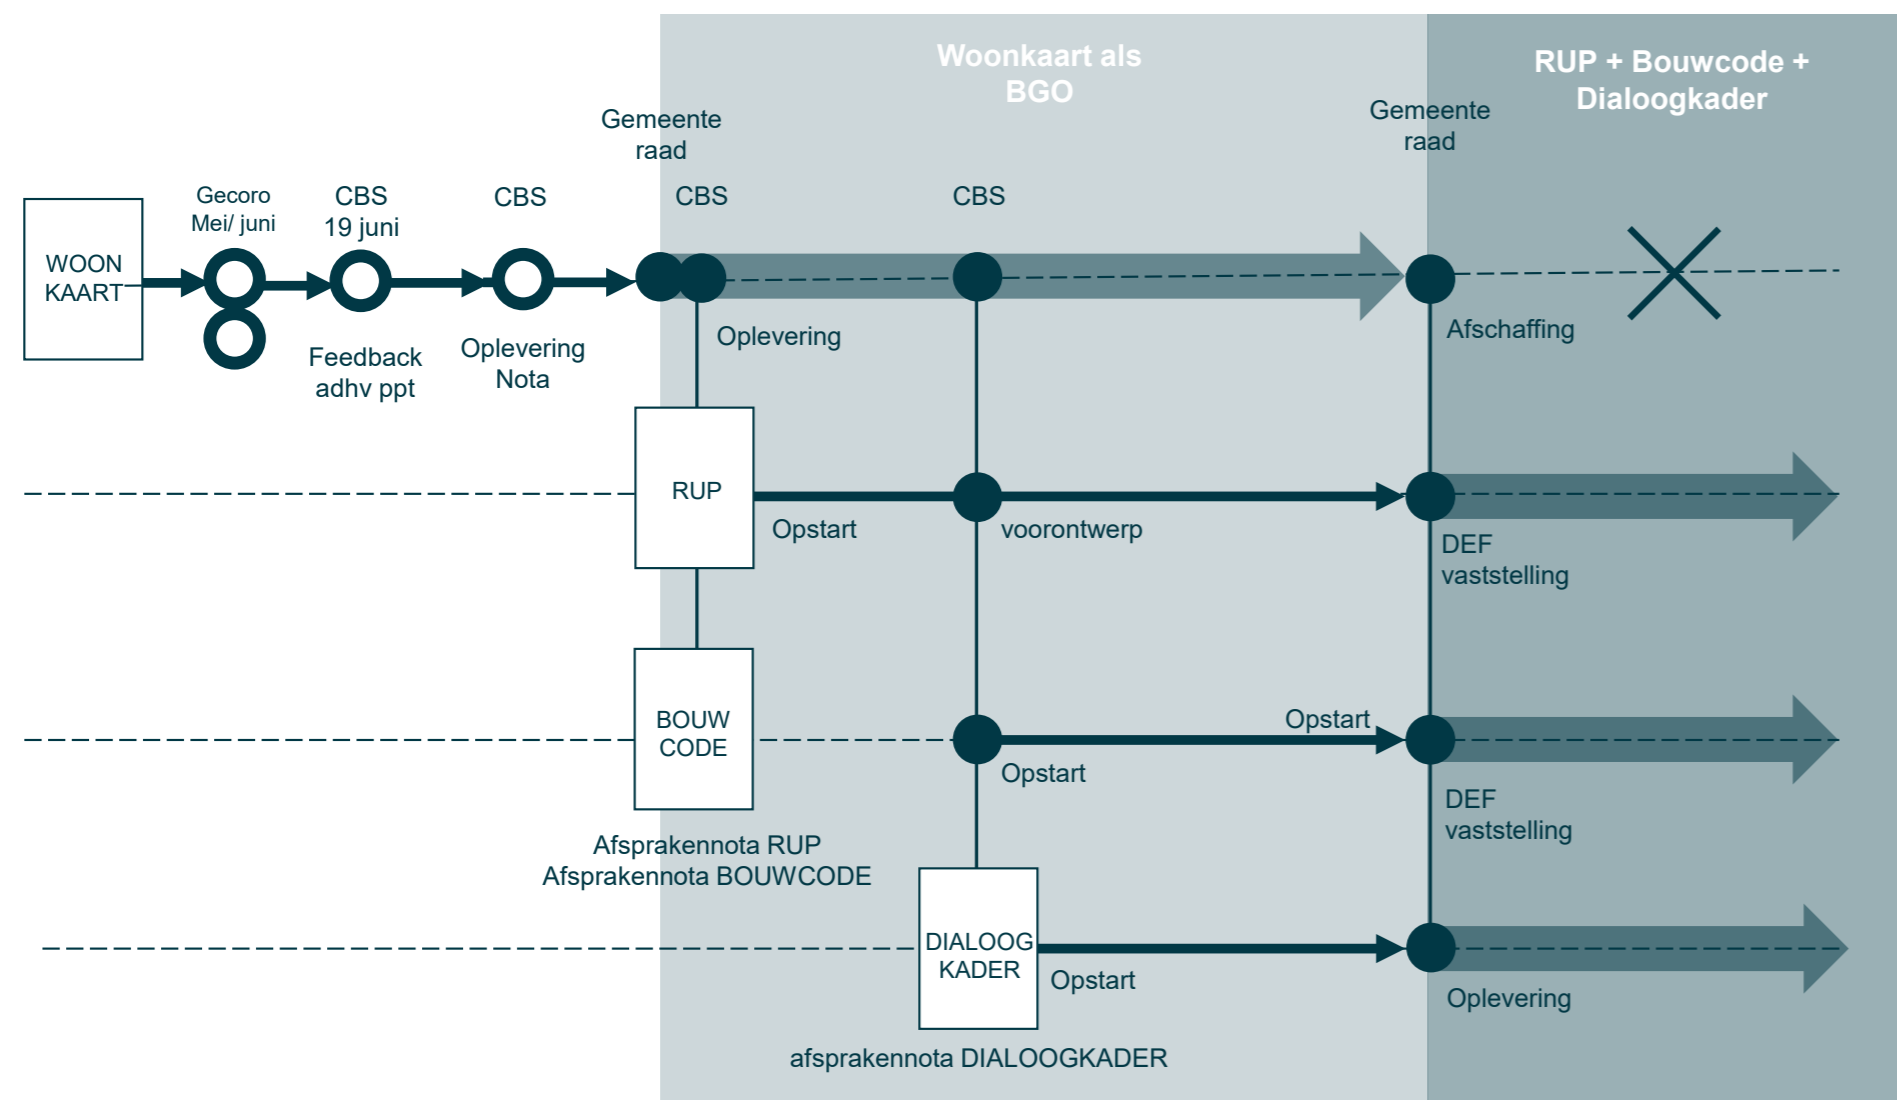 Woonkaart als
BGO
RUP + Bouwcode +
Dialoogkader
Gemeente
raad
Gemeente
raad
Gecoro
Mei/ juni
CBS
19 juni
CBS
CBS
CBS
WOON
KAART
Feedback
adhv ppt
Oplevering
Nota
Oplevering
Afschaffing
RUP
Opstart
voorontwerp
DEF
vaststelling
BOUW
CODE
Opstart
Opstart
DEF
vaststelling
Afsprakennota RUP
Afsprakennota BOUWCODE
DIALOOG
KADER
Opstart
Oplevering
afsprakennota DIALOOGKADER